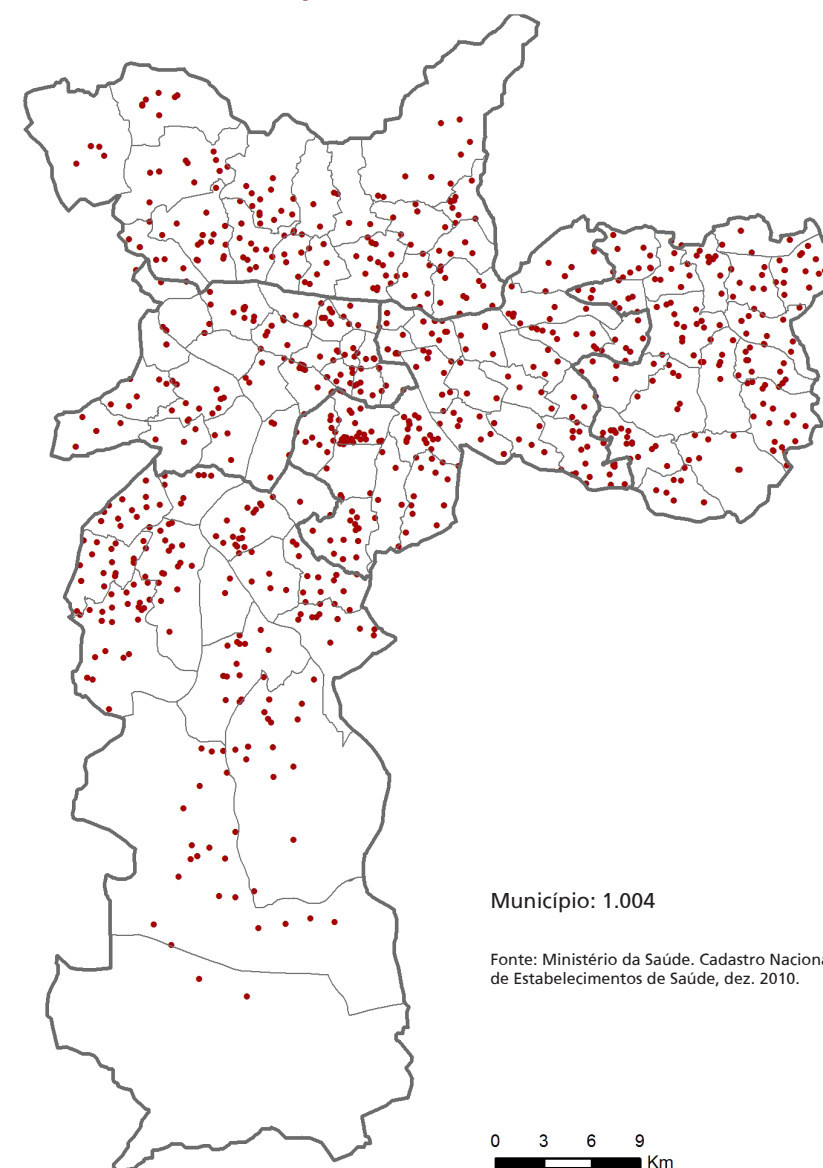 Município: 1.004
Fonte: Ministério da Saúde. Cadastro Naciona
de Estabelecimentos de Saúde, dez. 2010.
0 3 6 9
Km